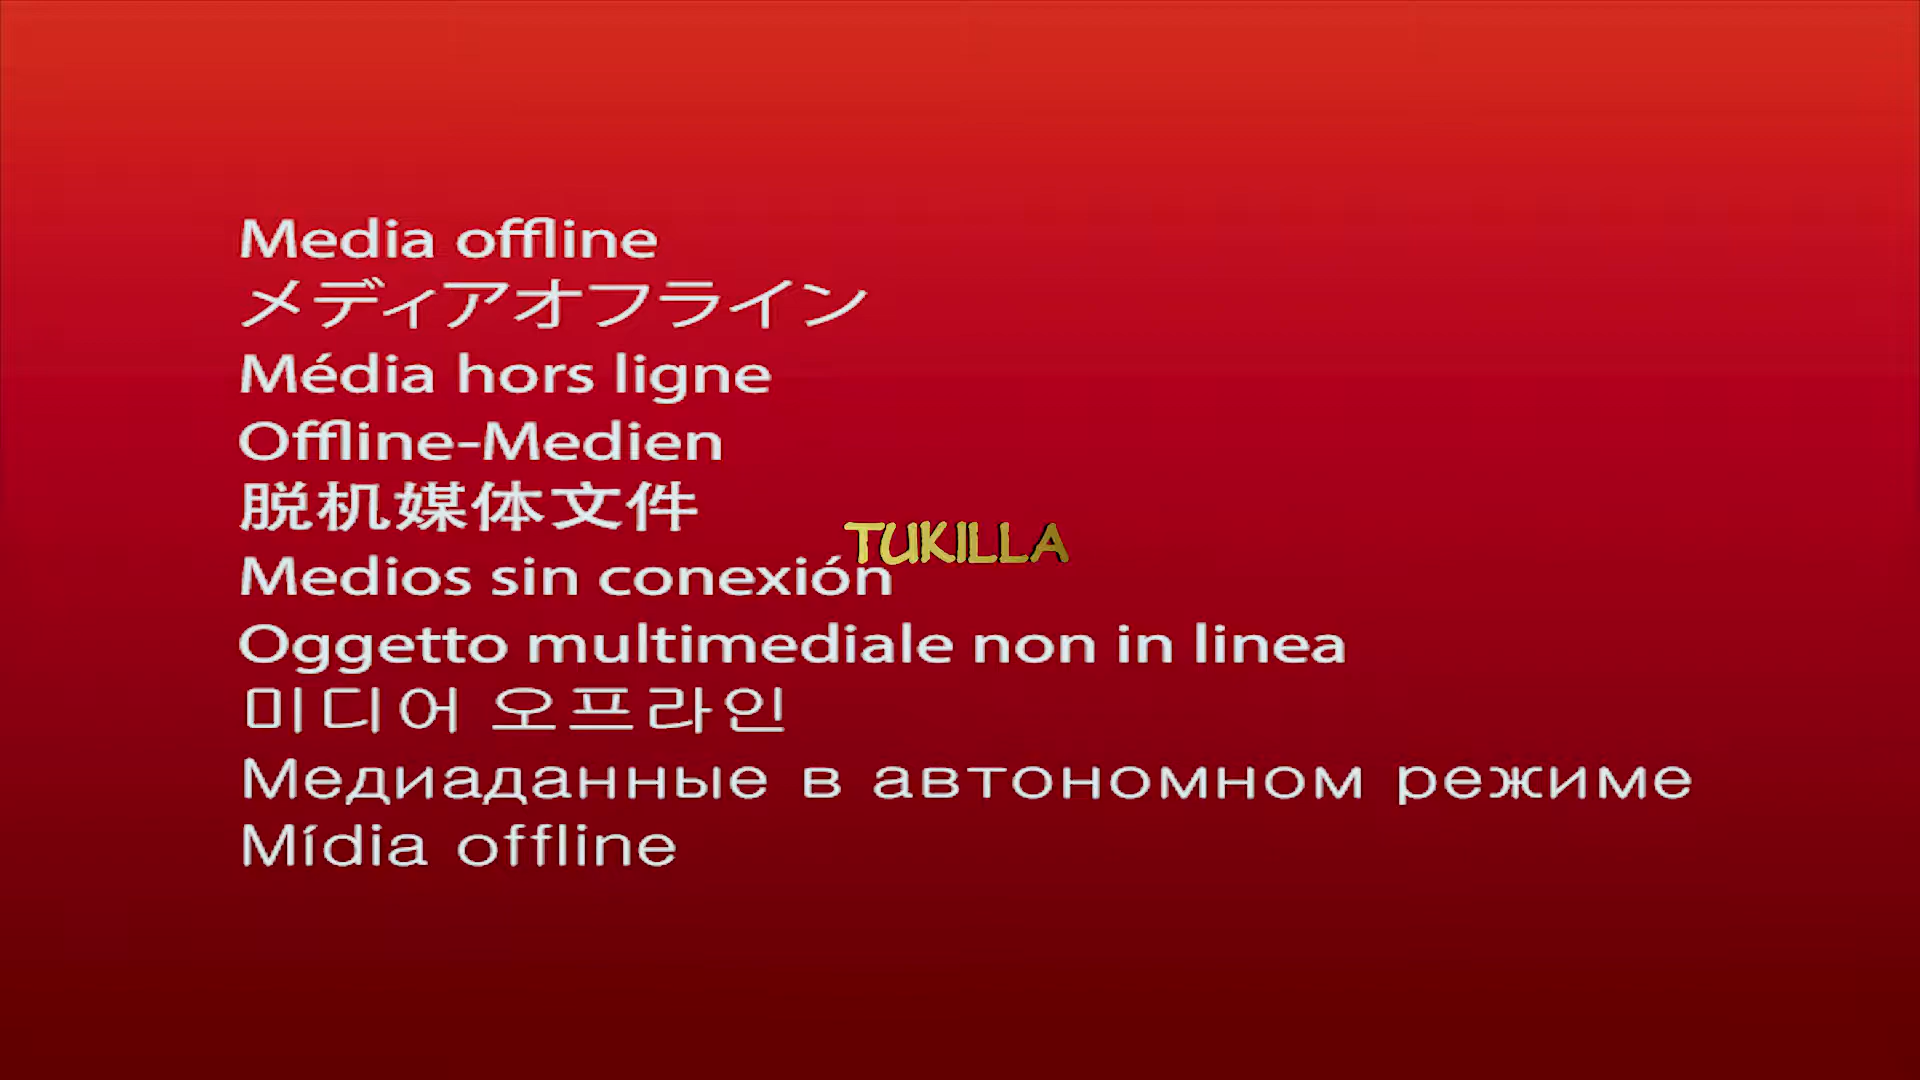 Media offline
メディアオフライン
Média hors ligne
Offline-Medien
脱机媒体文件
TUKILLA
Medios sin conexión
Oggetto multimediale non in linea
미디어 오프라인
Медиаданные в автономном режиме
Mídia offline